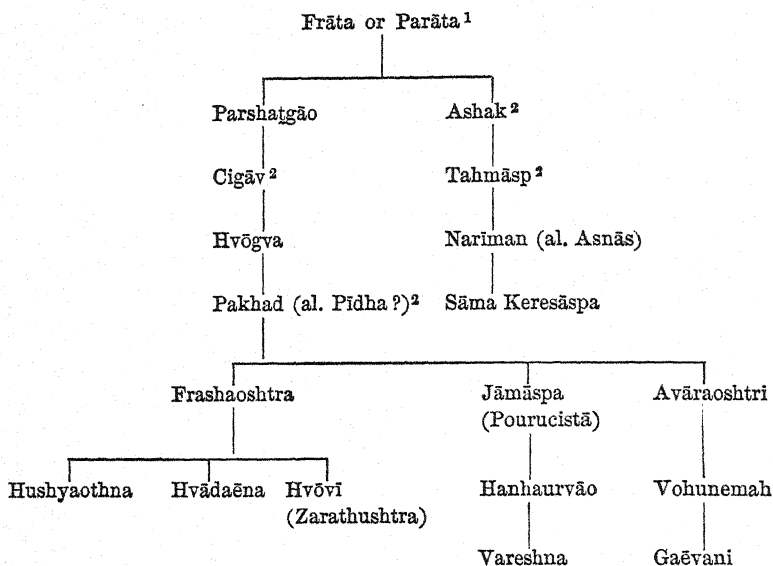 Frāta or Parāta¹
Parshaṯgāo Ashak²
Cigāv² Tahmāsp²
Hvōgva Narīman (al. Asnās)
Pakhad (al. Pīdha ?)² Sāma Keresāspa
Frashaoshtra Jāmāspa Avāraoshtri
(Pourucistā)
Hushyaothna Hvādaēna Hvōvī Hanhaurvāo Vohunemah
(Zarathushtra)
Vareshna Gaēvani